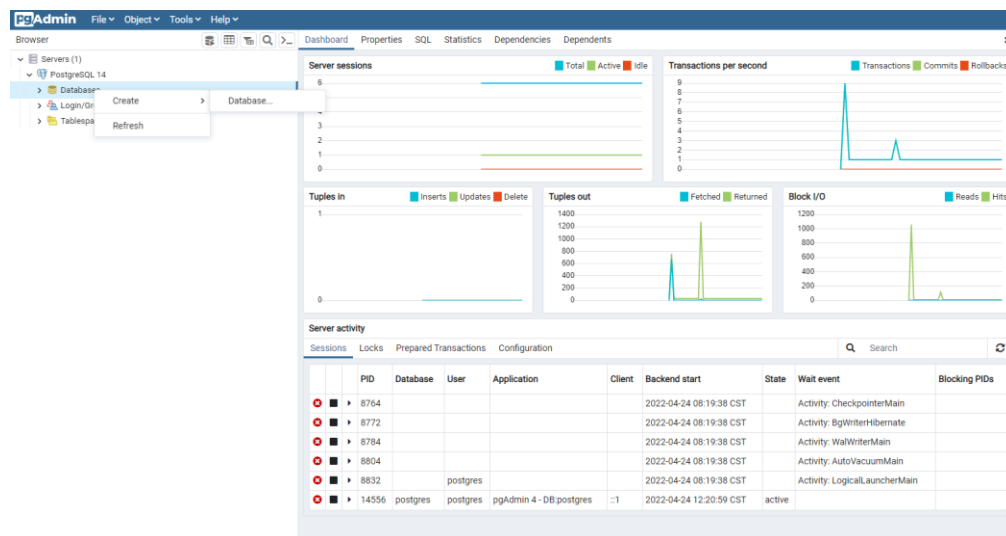 pgAdmin File Object Tools Help
Browser
Dashboard Properties SQL Statistics Dependencies Dependents
Servers (1)
PostgreSQL 14
Databases
Login/Gr
Tablespa
Create
Database...
Refresh
Server sessions
Total Active Idle
6
3
2
1
0
Transactions per second
Transactions Commits Rollbacks
9
8
7
6
5
4
3
2
1
0
Tuples in
Inserts Updates Delete
1
0
Tuples out
Fetched Returned
1400
1200
1000
800
600
400
200
0
Block I/O
Reads Hits
1200
1000
800
600
400
200
0
Server activity
Sessions Locks Prepared Transactions Configuration
Search
PID Database User Application Client Backend start State Wait event Blocking PIDs
8764 2022-04-24 08:19:38 CST Activity: CheckpointerMain
8772 2022-04-24 08:19:38 CST Activity: BgWriterHibernate
8784 2022-04-24 08:19:38 CST Activity: WalWriterMain
8804 2022-04-24 08:19:38 CST Activity: AutoVacuumMain
8832 postgres 2022-04-24 08:19:38 CST Activity: LogicalLauncherMain
14556 postgres postgres pgAdmin 4 - DB:postgres ::1 2022-04-24 12:20:59 CST active